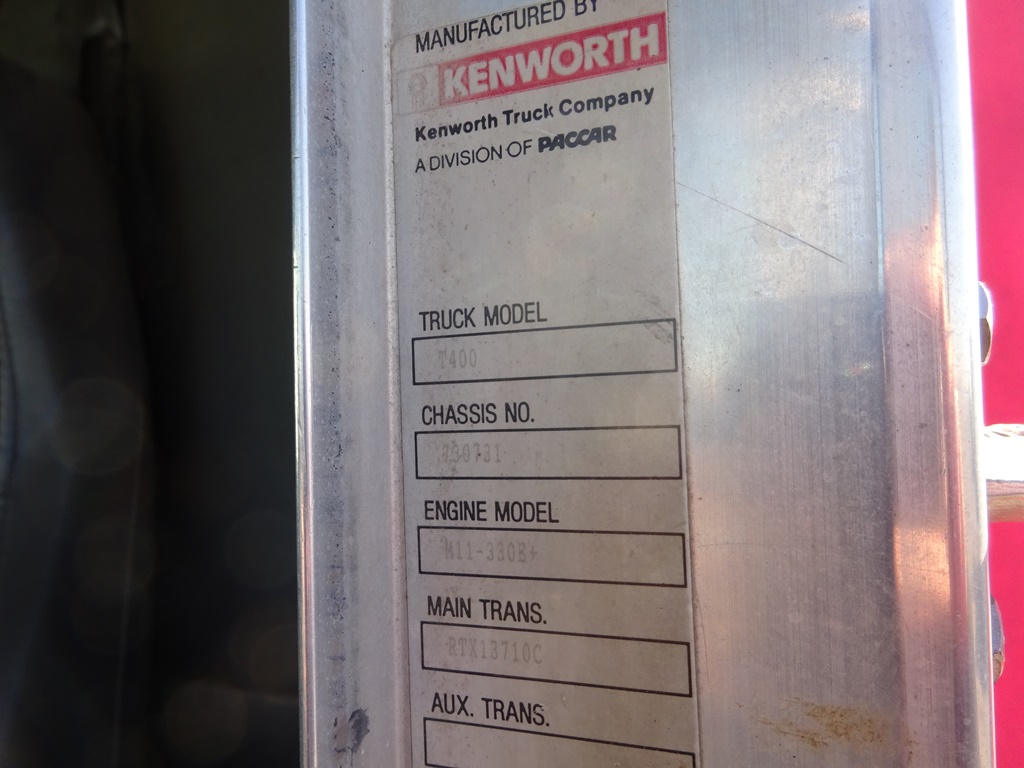 MANUFACTURED BY
KENWORTH
Kenworth Truck Company
A DIVISION OF PACCAR
TRUCK MODEL
T400
CHASSIS NO.
ENGINE MODEL
M11-330E+
MAIN TRANS.
RTX13710C
AUX. TRANS.